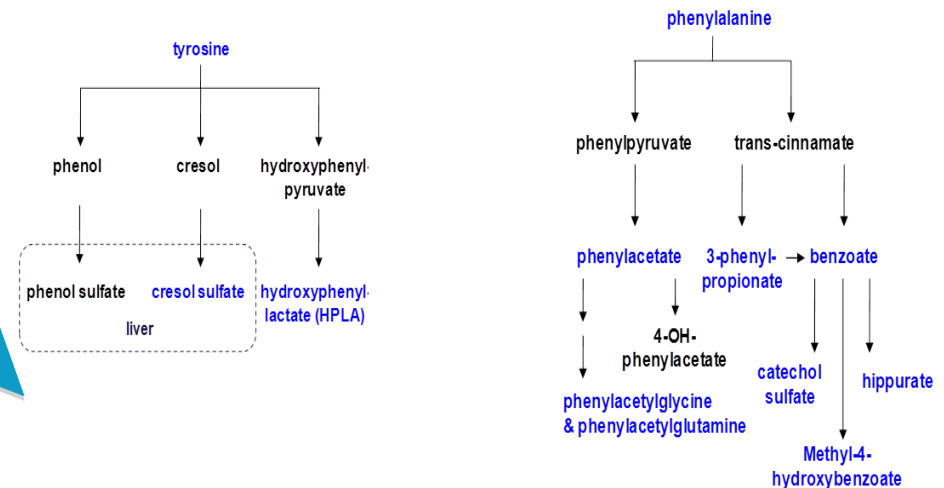 tyrosine
phenol
cresol
hydroxyphenyl-
pyruvate
phenol sulfate
cresol sulfate
hydroxyphenyl-
lactate (HPLA)
liver
phenylalanine
phenylpyruvate
trans-cinnamate
phenylacetate
3-phenyl-
propionate
benzoate
4-OH-
phenylacetate
phenylacetylglycine
& phenylacetylglutamine
catechol
sulfate
hippurate
Methyl-4-
hydroxybenzoate